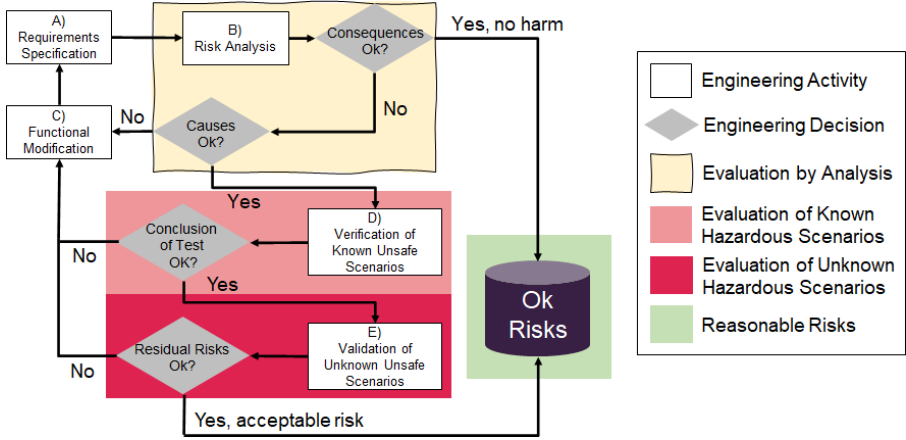 A)
Requirements
Specification
B)
Risk Analysis
Consequences
Ok?
Yes, no harm
No
C)
Functional
Modification
No
Causes
Ok?
Yes
D)
Verification of
Known Unsafe
Scenarios
Conclusion
of Test
OK?
No
Yes
E)
Validation of
Unknown Unsafe
Scenarios
Residual Risks
Ok?
No
Yes, acceptable risk
Ok
Risks
Engineering Activity
Engineering Decision
Evaluation by Analysis
Evaluation of Known
Hazardous Scenarios
Evaluation of Unknown
Hazardous Scenarios
Reasonable Risks